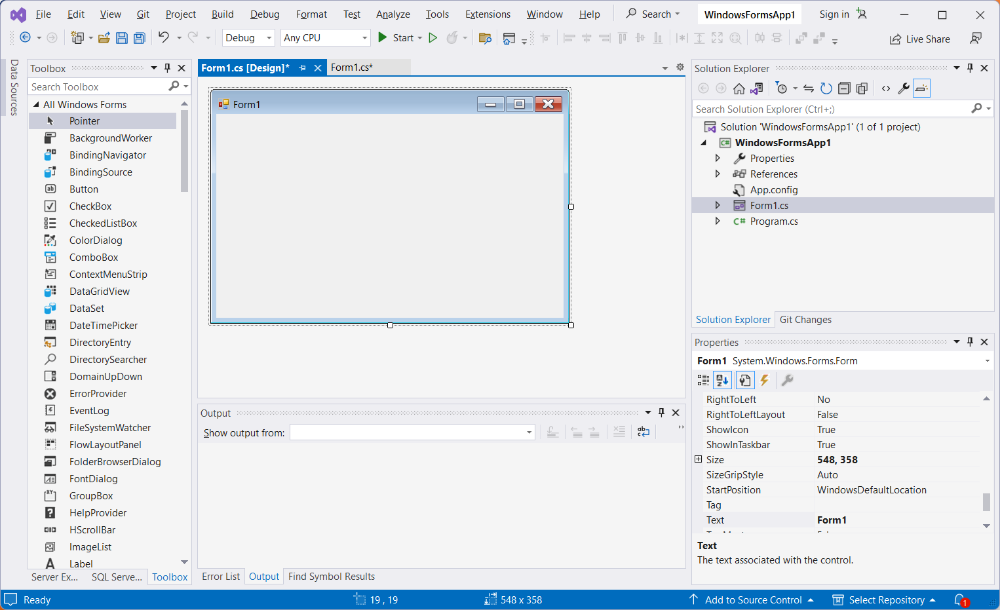 File Edit View Git Project Build Debug Format Test Analyze Tools Extensions Window Help Search WindowsFormsApp1 Sign in
Debug Any CPU Start Live Share
Data Sources
Toolbox
Search Toolbox
All Windows Forms
Pointer
BackgroundWorker
BindingNavigator
BindingSource
Button
CheckBox
CheckedListBox
ColorDialog
ComboBox
ContextMenuStrip
DataGridView
DataSet
DateTimePicker
DirectoryEntry
DirectorySearcher
DomainUpDown
ErrorProvider
EventLog
FileSystemWatcher
FlowLayoutPanel
FolderBrowserDialog
FontDialog
GroupBox
HelpProvider
HScrollBar
ImageList
Label
Server Ex... SQL Serve... Toolbox
Form1.cs [Design]* Form1.cs*
Form1
Output
Show output from:
Error List Output Find Symbol Results
Solution Explorer
Search Solution Explorer (Ctrl+;)
Solution 'WindowsFormsApp1' (1 of 1 project)
WindowsFormsApp1
Properties
References
App.config
Form1.cs
Program.cs
Solution Explorer Git Changes
Properties
Form1 System.Windows.Forms.Form
RightToLeft No
RightToLeftLayout False
ShowIcon True
ShowInTaskbar True
Size 548, 358
SizeGripStyle Auto
StartPosition WindowsDefaultLocation
Tag
Text Form1
Text
The text associated with the control.
Ready 19 , 19 548 x 358 Add to Source Control Select Repository 1